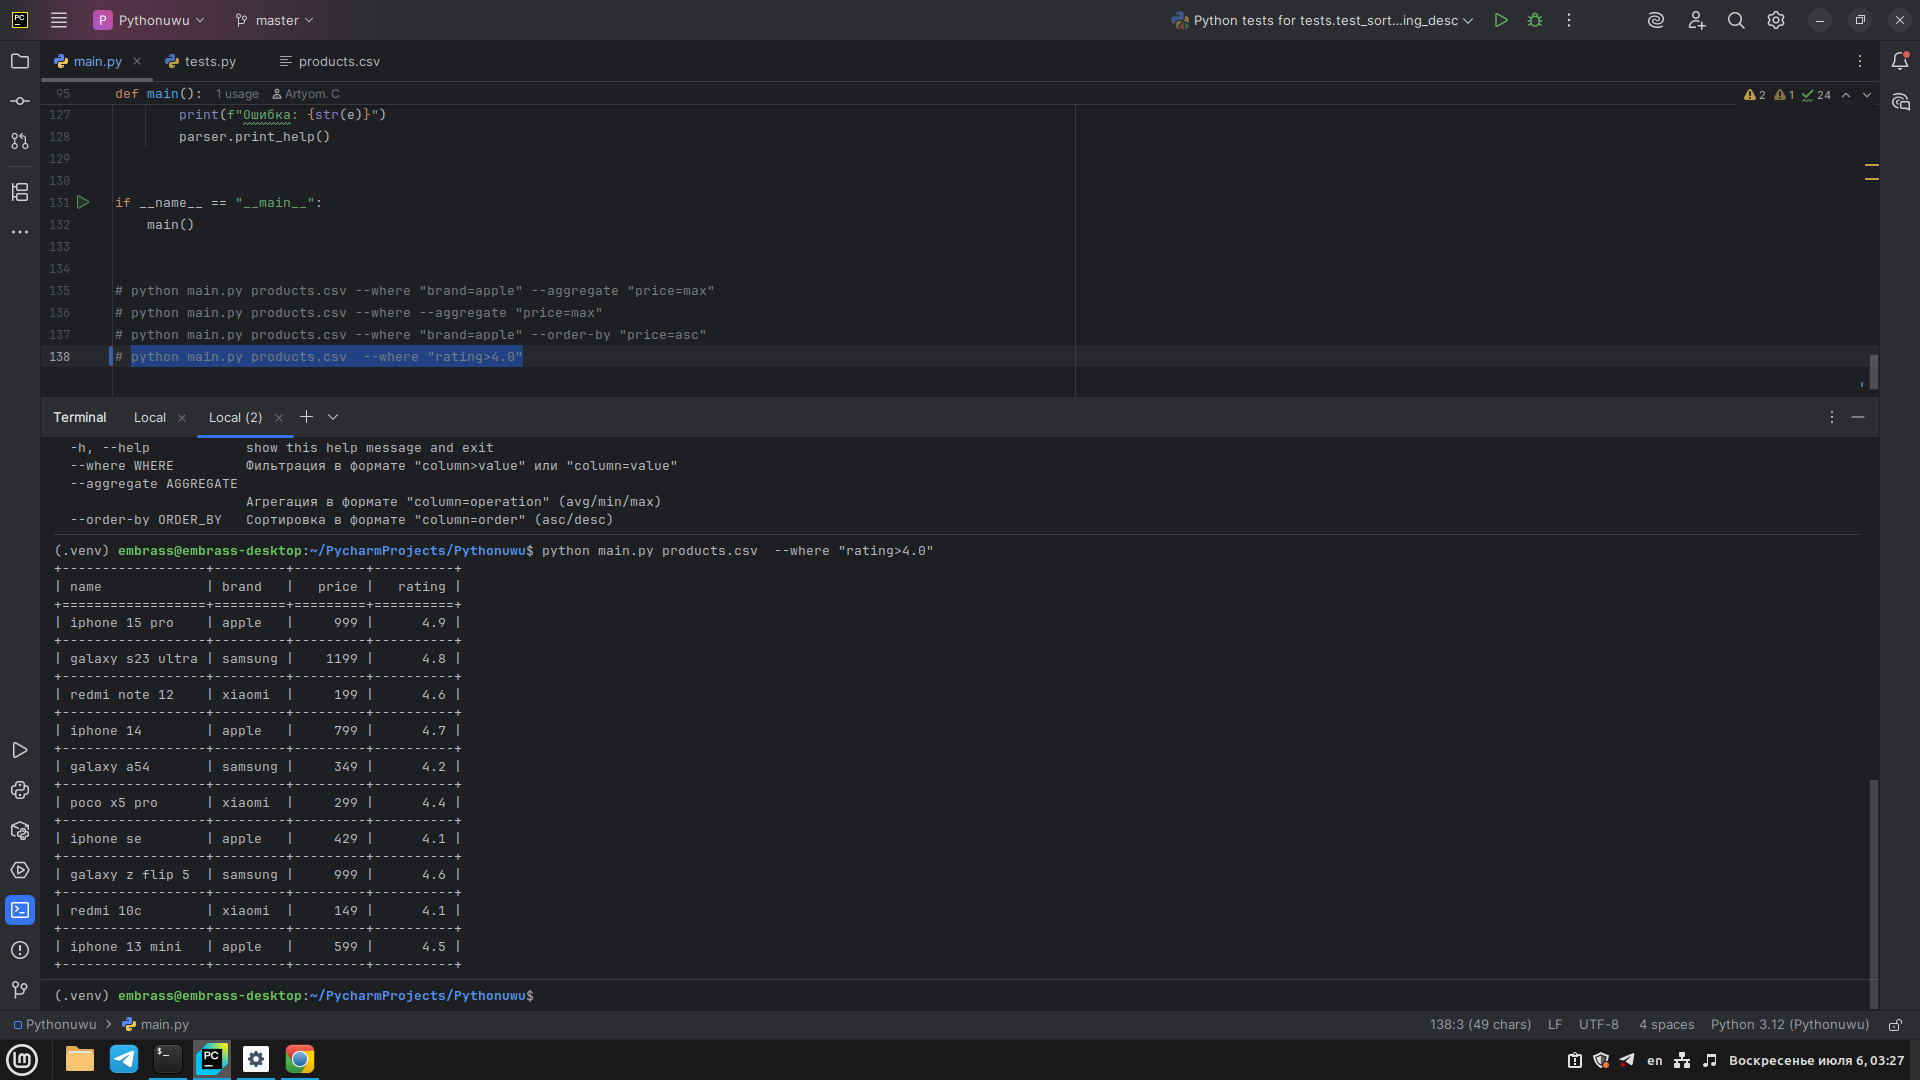 PC P Pythonuwu master Python tests for tests.test_sort...ing_desc
main.py tests.py products.csv
95 def main(): 1 usage Artyom. C 2 1 24
127 print(f"Ошибка: {str(e)}")
128 parser.print_help()
129
130
131 if __name__ == "__main__":
132 main()
133
134
135 # python main.py products.csv --where "brand=apple" --aggregate "price=max"
136 # python main.py products.csv --where --aggregate "price=max"
137 # python main.py products.csv --where "brand=apple" --order-by "price=asc"
138 # python main.py products.csv  --where "rating>4.0"
Terminal Local Local (2)
-h, --help            show this help message and exit
--where WHERE         Фильтрация в формате "column>value" или "column=value"
--aggregate AGGREGATE
Агрегация в формате "column=operation" (avg/min/max)
--order-by ORDER_BY   Сортировка в формате "column=order" (asc/desc)
(.venv) embrass@embrass-desktop:~/PycharmProjects/Pythonuwu$ python main.py products.csv  --where "rating>4.0"
+------------------+---------+---------+----------+
| name             | brand   |   price |   rating |
+==================+=========+=========+==========+
| iphone 15 pro    | apple   |     999 |      4.9 |
+------------------+---------+---------+----------+
| galaxy s23 ultra | samsung |    1199 |      4.8 |
+------------------+---------+---------+----------+
| redmi note 12    | xiaomi  |     199 |      4.6 |
+------------------+---------+---------+----------+
| iphone 14        | apple   |     799 |      4.7 |
+------------------+---------+---------+----------+
| galaxy a54       | samsung |     349 |      4.2 |
+------------------+---------+---------+----------+
| poco x5 pro      | xiaomi  |     299 |      4.4 |
+------------------+---------+---------+----------+
| iphone se        | apple   |     429 |      4.1 |
+------------------+---------+---------+----------+
| galaxy z flip 5  | samsung |     999 |      4.6 |
+------------------+---------+---------+----------+
| redmi 10c        | xiaomi  |     149 |      4.1 |
+------------------+---------+---------+----------+
| iphone 13 mini   | apple   |     599 |      4.5 |
+------------------+---------+---------+----------+
(.venv) embrass@embrass-desktop:~/PycharmProjects/Pythonuwu$
Pythonuwu > main.py 138:3 (49 chars) LF UTF-8 4 spaces Python 3.12 (Pythonuwu)
PC en Воскресенье июля 6, 03:27